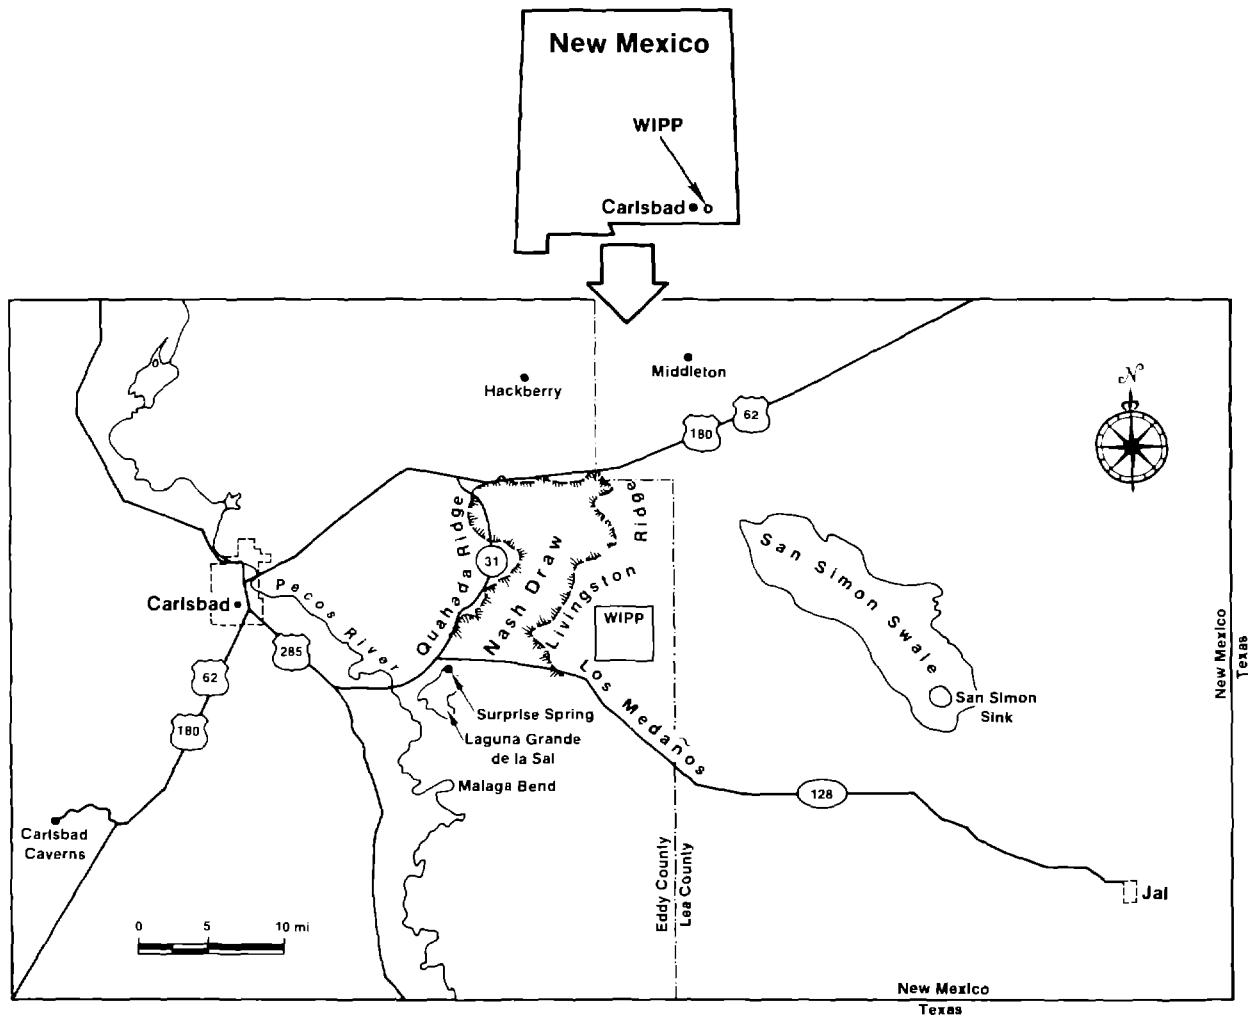 New Mexico
WIPP
Carlsbad
N
Hackberry
Middleton
62
180
Quahada Ridge
31
Nash Draw
Livingston Ridge
WIPP
San Simon Swale
San Simon
Sink
Carlsbad
Pecos River
285
62
180
Surprise Spring
Laguna Grande
de la Sal
Malaga Bend
Los Medaños
128
Carlsbad
Caverns
Jal
Eddy County
Lea County
New Mexico
Texas
0 5 10 mi
New Mexico
Texas